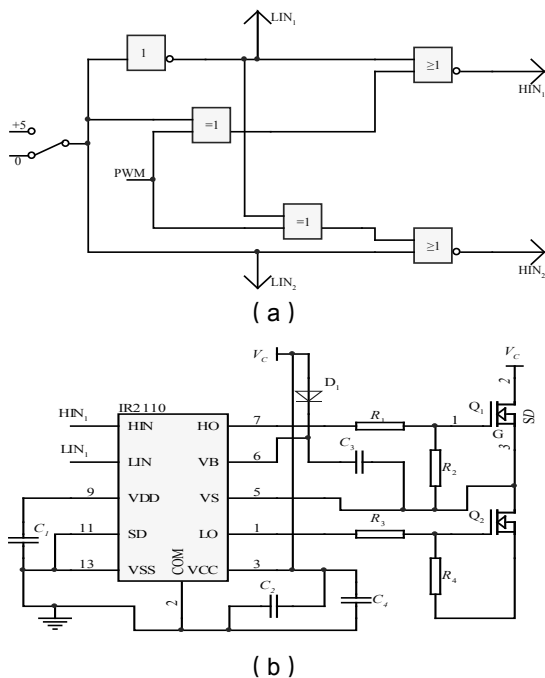 LIN₁
1
≥1
HIN₁
=1
+5
0
PWM
=1
≥1
LIN₂
HIN₂
( a )
V_C
V_C
D₁
2
IR2110
Q₁
SD
HIN₁
HIN
HO
7
R₁
1
G
3
LIN₁
LIN
VB
6
C₃
R₂
9
VDD
VS
5
C₁
11
SD
LO
1
R₃
Q₂
13
VSS
COM
VCC
3
R₄
2
C₂
C₄
( b )